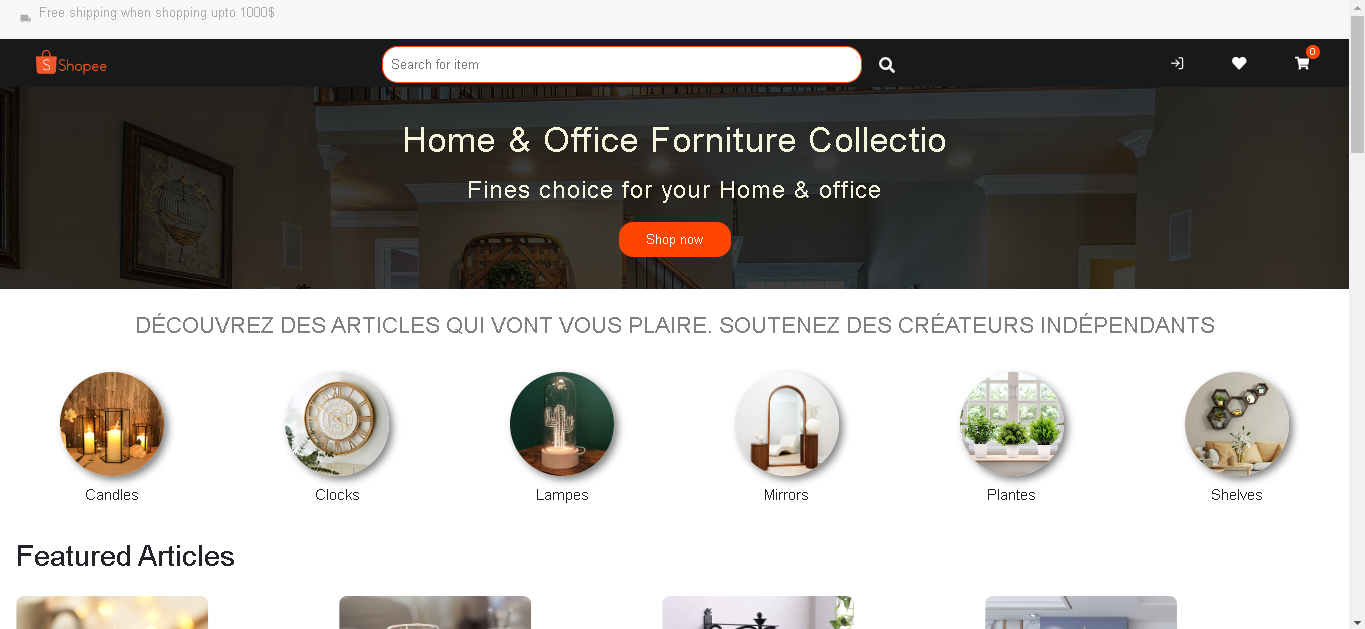 Free shipping when shopping upto 1000$
S Shopee
Search for item
0
Home & Office Forniture Collectio
Fines choice for your Home & office
Shop now
DÉCOUVREZ DES ARTICLES QUI VONT VOUS PLAIRE. SOUTENEZ DES CRÉATEURS INDÉPENDANTS
Candles
Clocks
Lampes
Mirrors
Plantes
Shelves
Featured Articles